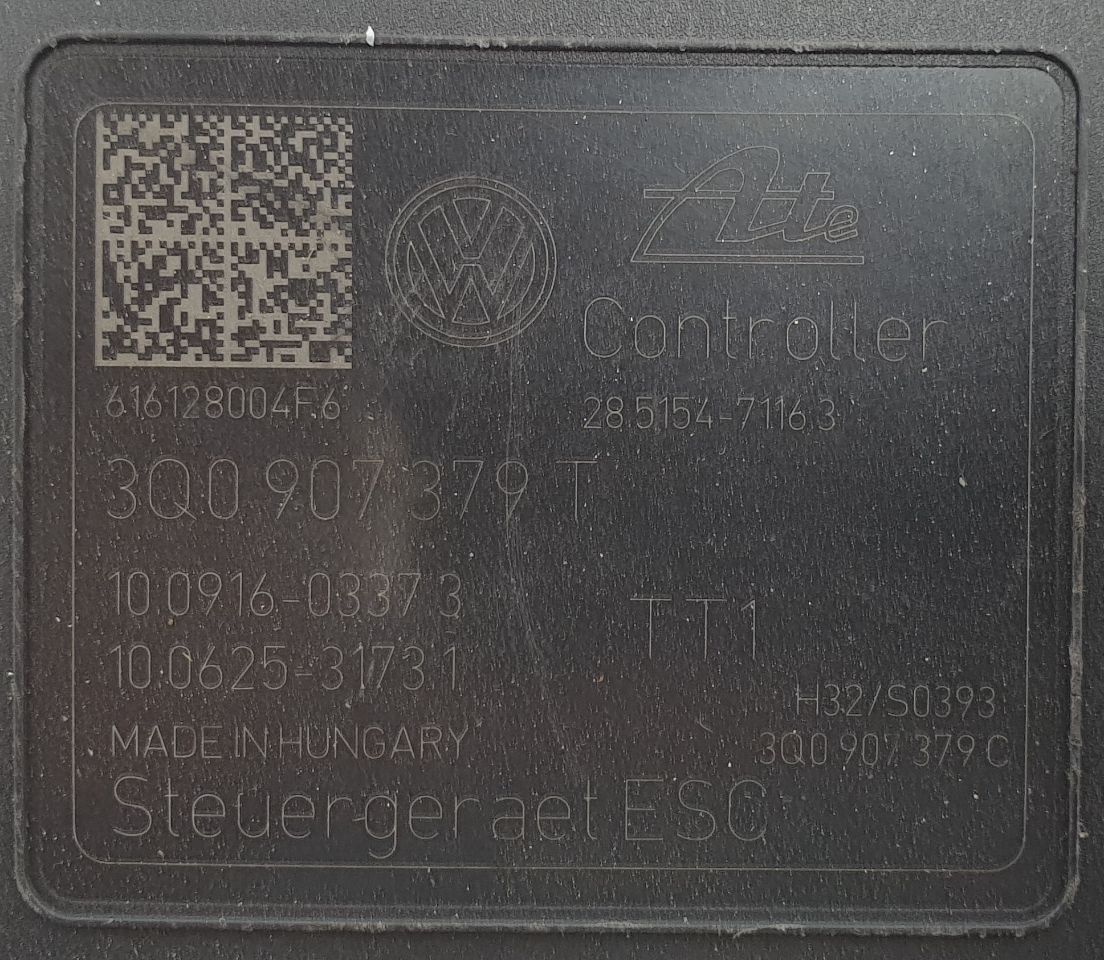 Ate
Controller
616128004F.6
28.5154-7116.3
3Q0 907 379 T
10.0916-0337.3
TT1
10.0625-3173.1
H32/S0393
MADE IN HUNGARY
3Q0 907 379 C
Steuergeraet ESC